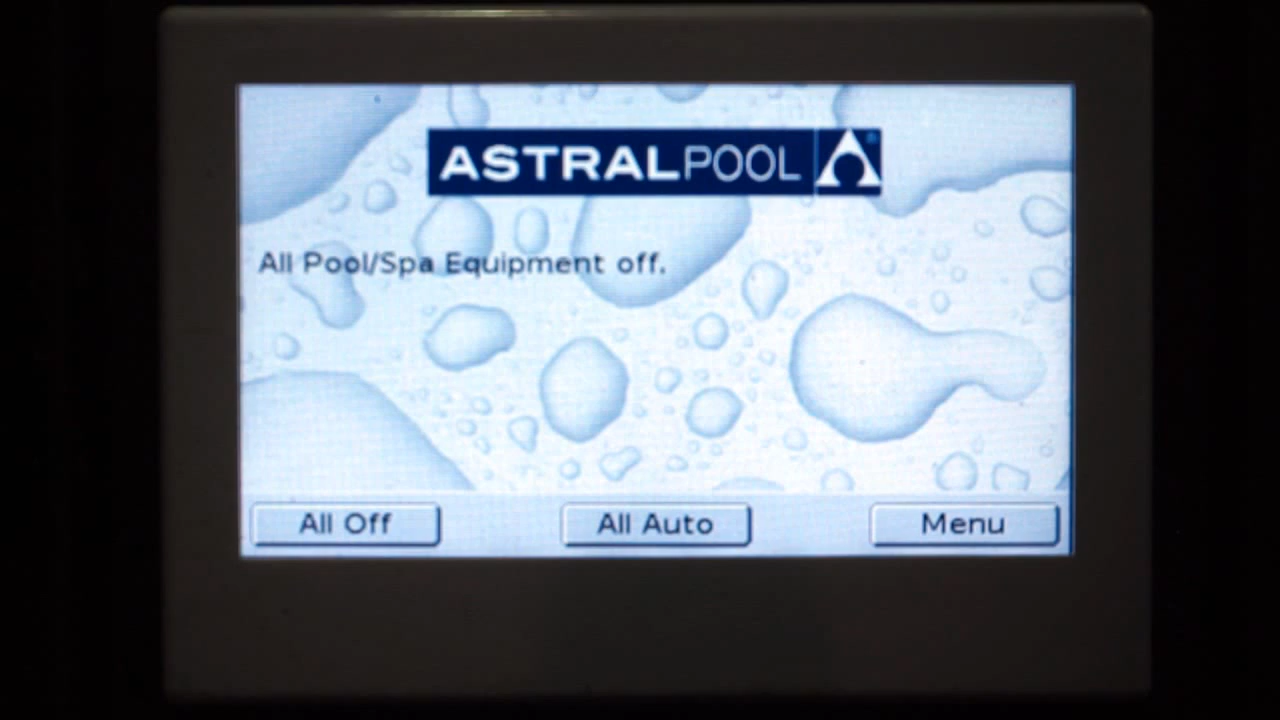 ASTRALPOOL
All Pool/Spa Equipment off.
All Off
All Auto
Menu